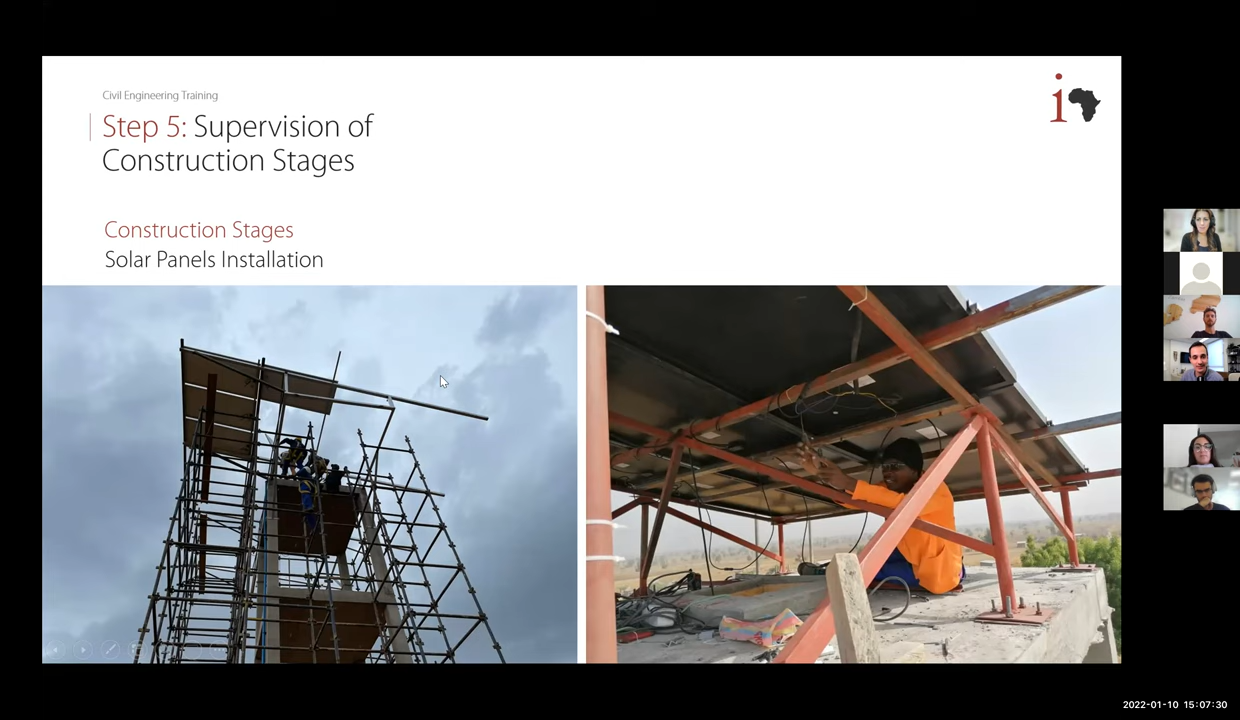 Civil Engineering Training
Step 5: Supervision of
Construction Stages
i
Construction Stages
Solar Panels Installation
2022-01-10 15:07:30